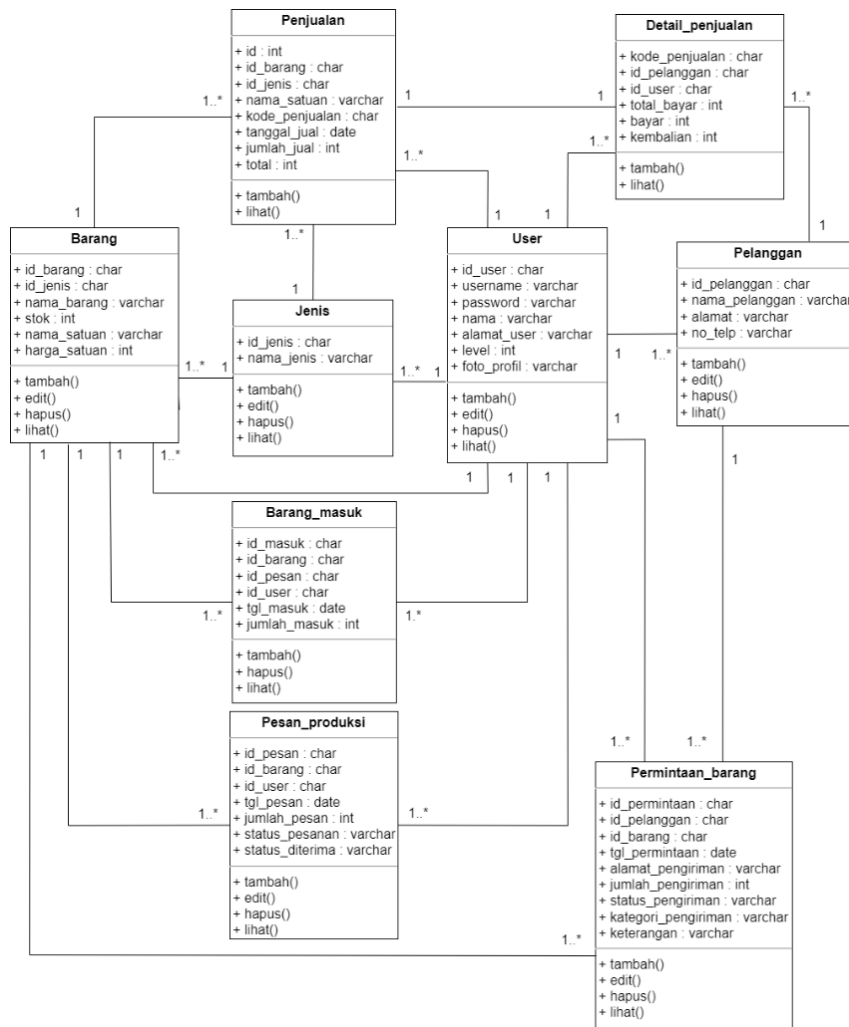 Penjualan
+ id : int
+ id_barang : char
+ id_jenis : char
+ nama_satuan : varchar
+ kode_penjualan : char
+ tanggal_jual : date
+ jumlah_jual : int
+ total : int
+ tambah()
+ lihat()
Detail_penjualan
+ kode_penjualan : char
+ id_pelanggan : char
+ id_user : char
+ total_bayar : int
+ bayar : int
+ kembalian : int
+ tambah()
+ lihat()
1..*
1
1
1..*
1..*
1..*
1
1..*
1
1
1
1
Barang
+ id_barang : char
+ id_jenis : char
+ nama_barang : varchar
+ stok : int
+ nama_satuan : varchar
+ harga_satuan : int
+ tambah()
+ edit()
+ hapus()
+ lihat()
Jenis
+ id_jenis : char
+ nama_jenis : varchar
+ tambah()
+ edit()
+ hapus()
+ lihat()
User
+ id_user : char
+ username : varchar
+ password : varchar
+ nama : varchar
+ alamat_user : varchar
+ level : int
+ foto_profil : varchar
+ tambah()
+ edit()
+ hapus()
+ lihat()
Pelanggan
+ id_pelanggan : char
+ nama_pelanggan : varchar
+ alamat : varchar
+ no_telp : varchar
+ tambah()
+ edit()
+ hapus()
+ lihat()
1..*
1
1..*
1
1
1..*
1
1
1
1
1..*
1
1
1
1
Barang_masuk
+ id_masuk : char
+ id_barang : char
+ id_pesan : char
+ id_user : char
+ tgl_masuk : date
+ jumlah_masuk : int
+ tambah()
+ hapus()
+ lihat()
1..*
1.*
Pesan_produksi
+ id_pesan : char
+ id_barang : char
+ id_user : char
+ tgl_pesan : date
+ jumlah_pesan : int
+ status_pesanan : varchar
+ status_diterima : varchar
+ tambah()
+ edit()
+ hapus()
+ lihat()
1..*
1..*
1..*
1..*
Permintaan_barang
+ id_permintaan : char
+ id_pelanggan : char
+ id_barang : char
+ tgl_permintaan : date
+ alamat_pengiriman : varchar
+ jumlah_pengiriman : int
+ status_pengiriman : varchar
+ kategori_pengiriman : varchar
+ keterangan : varchar
+ tambah()
+ edit()
+ hapus()
+ lihat()
1..*